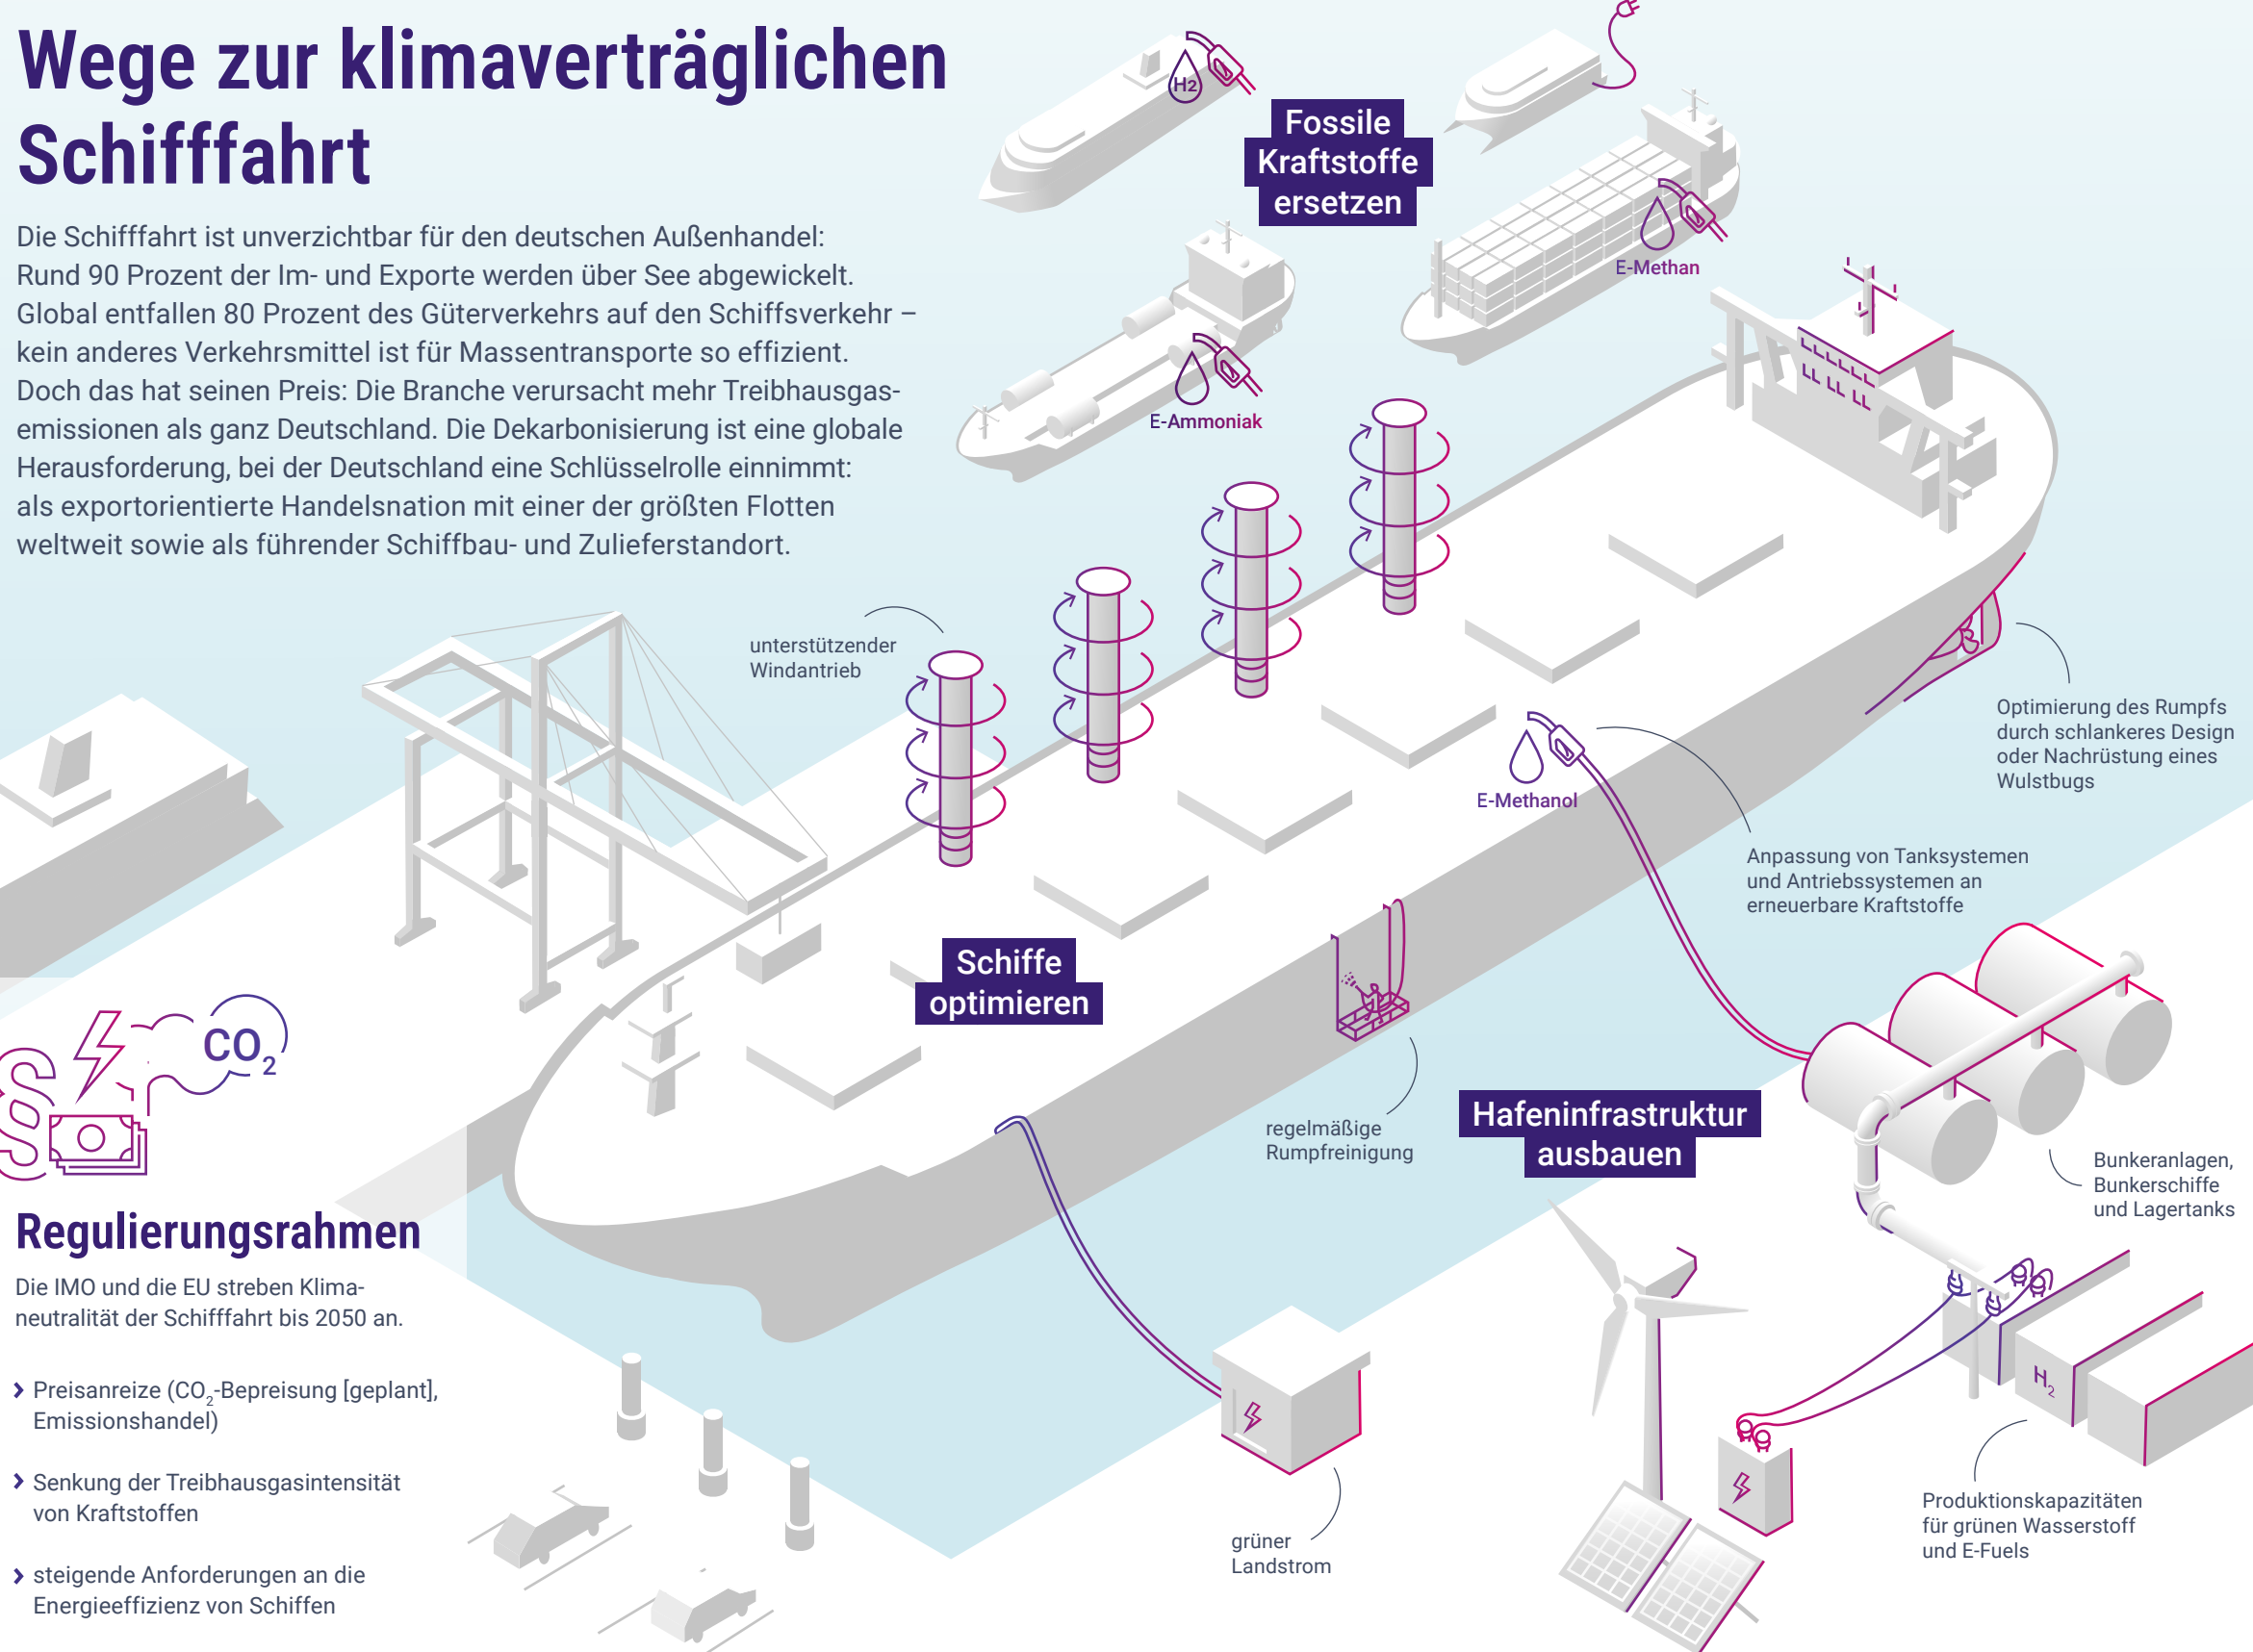 Wege zur klimaverträglichen
Schifffahrt
Die Schifffahrt ist unverzichtbar für den deutschen Außenhandel:
Rund 90 Prozent der Im- und Exporte werden über See abgewickelt.
Global entfallen 80 Prozent des Güterverkehrs auf den Schiffsverkehr –
kein anderes Verkehrsmittel ist für Massentransporte so effizient.
Doch das hat seinen Preis: Die Branche verursacht mehr Treibhausgas-
emissionen als ganz Deutschland. Die Dekarbonisierung ist eine globale
Herausforderung, bei der Deutschland eine Schlüsselrolle einnimmt:
als exportorientierte Handelsnation mit einer der größten Flotten
weltweit sowie als führender Schiffbau- und Zulieferstandort.
H2
Fossile
Kraftstoffe
ersetzen
E-Methan
E-Ammoniak
unterstützender
Windantrieb
Optimierung des Rumpfs
durch schlankeres Design
oder Nachrüstung eines
Wulstbugs
E-Methanol
Anpassung von Tanksystemen
und Antriebssystemen an
erneuerbare Kraftstoffe
Schiffe
optimieren
regelmäßige
Rumpfreinigung
Hafeninfrastruktur
ausbauen
Bunkeranlagen,
Bunkerschiffe
und Lagertanks
H₂
Produktionskapazitäten
für grünen Wasserstoff
und E-Fuels
grüner
Landstrom
CO₂
§
Regulierungsrahmen
Die IMO und die EU streben Klima-
neutralität der Schifffahrt bis 2050 an.
Preisanreize (CO₂-Bepreisung [geplant],
Emissionshandel)
Senkung der Treibhausgasintensität
von Kraftstoffen
steigende Anforderungen an die
Energieeffizienz von Schiffen